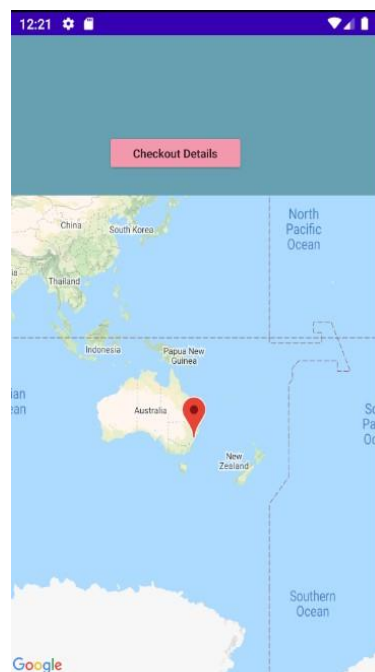 12:21
Checkout Details
North
Pacific
Ocean
China
South Korea
Thailand
Indonesia
Papua New
Guinea
Australia
New
Zealand
Southern
Ocean
Google